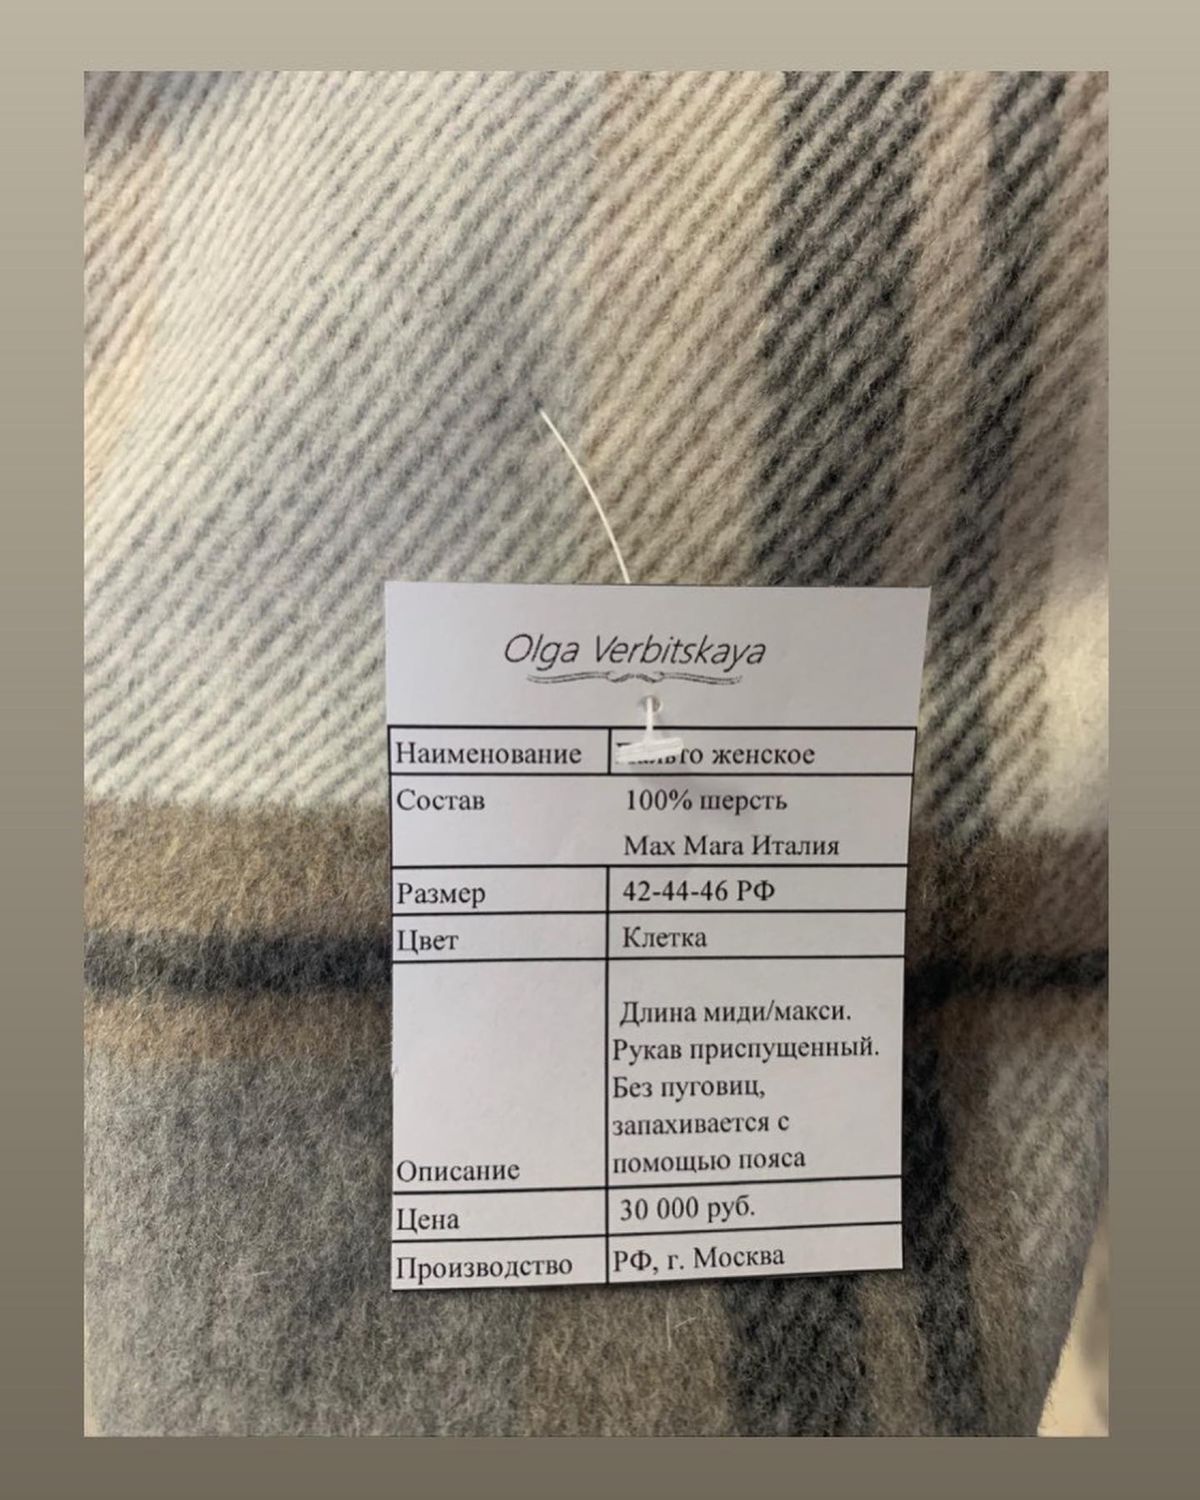 Olga Verbitskaya
Наименование женское
Состав 100% шерсть
Max Mara Италия
Размер 42-44-46 РФ
Цвет Клетка
Длина миди/макси.
Рукав приспущенный.
Без пуговиц,
запахивается с
Описание помощью пояса
Цена 30 000 руб.
Производство РФ, г. Москва